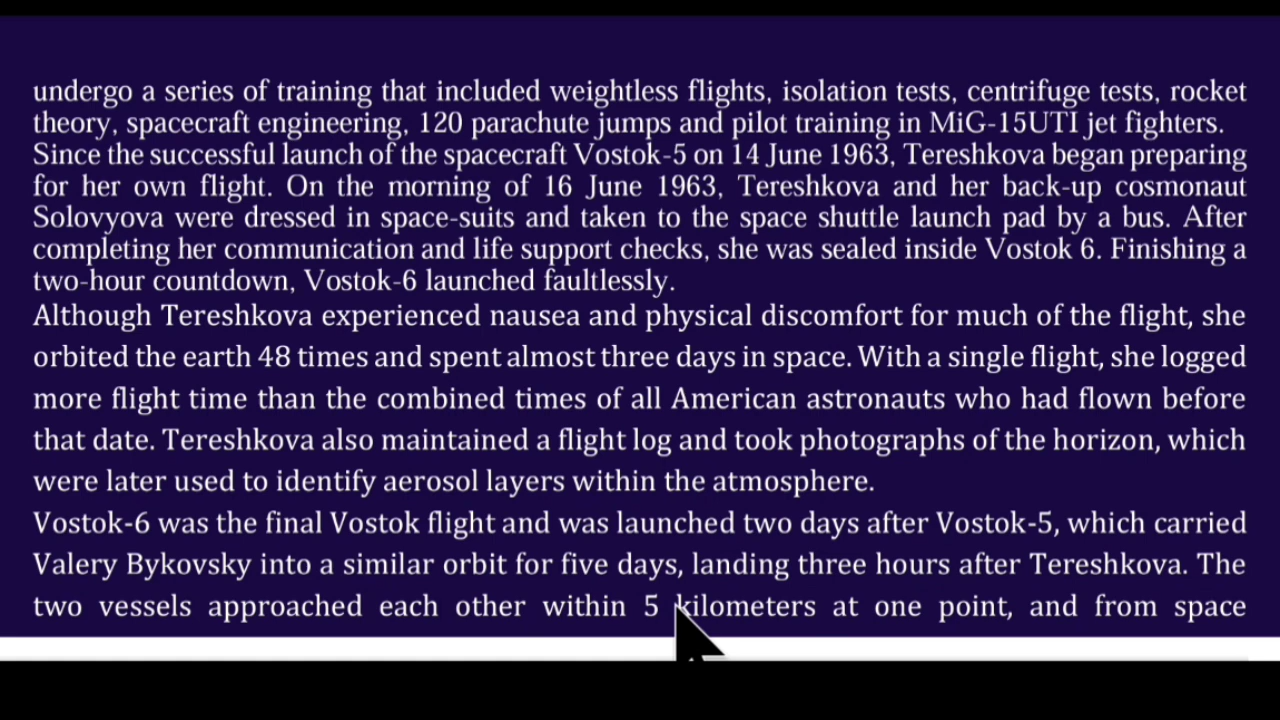 undergo a series of training that included weightless flights, isolation tests, centrifuge tests, rocket
theory, spacecraft engineering, 120 parachute jumps and pilot training in MiG-15UTI jet fighters.
Since the successful launch of the spacecraft Vostok-5 on 14 June 1963, Tereshkova began preparing
for her own flight. On the morning of 16 June 1963, Tereshkova and her back-up cosmonaut
Solovyova were dressed in space-suits and taken to the space shuttle launch pad by a bus. After
completing her communication and life support checks, she was sealed inside Vostok 6. Finishing a
two-hour countdown, Vostok-6 launched faultlessly.
Although Tereshkova experienced nausea and physical discomfort for much of the flight, she
orbited the earth 48 times and spent almost three days in space. With a single flight, she logged
more flight time than the combined times of all American astronauts who had flown before
that date. Tereshkova also maintained a flight log and took photographs of the horizon, which
were later used to identify aerosol layers within the atmosphere.
Vostok-6 was the final Vostok flight and was launched two days after Vostok-5, which carried
Valery Bykovsky into a similar orbit for five days, landing three hours after Tereshkova. The
two vessels approached each other within 5 kilometers at one point, and from space